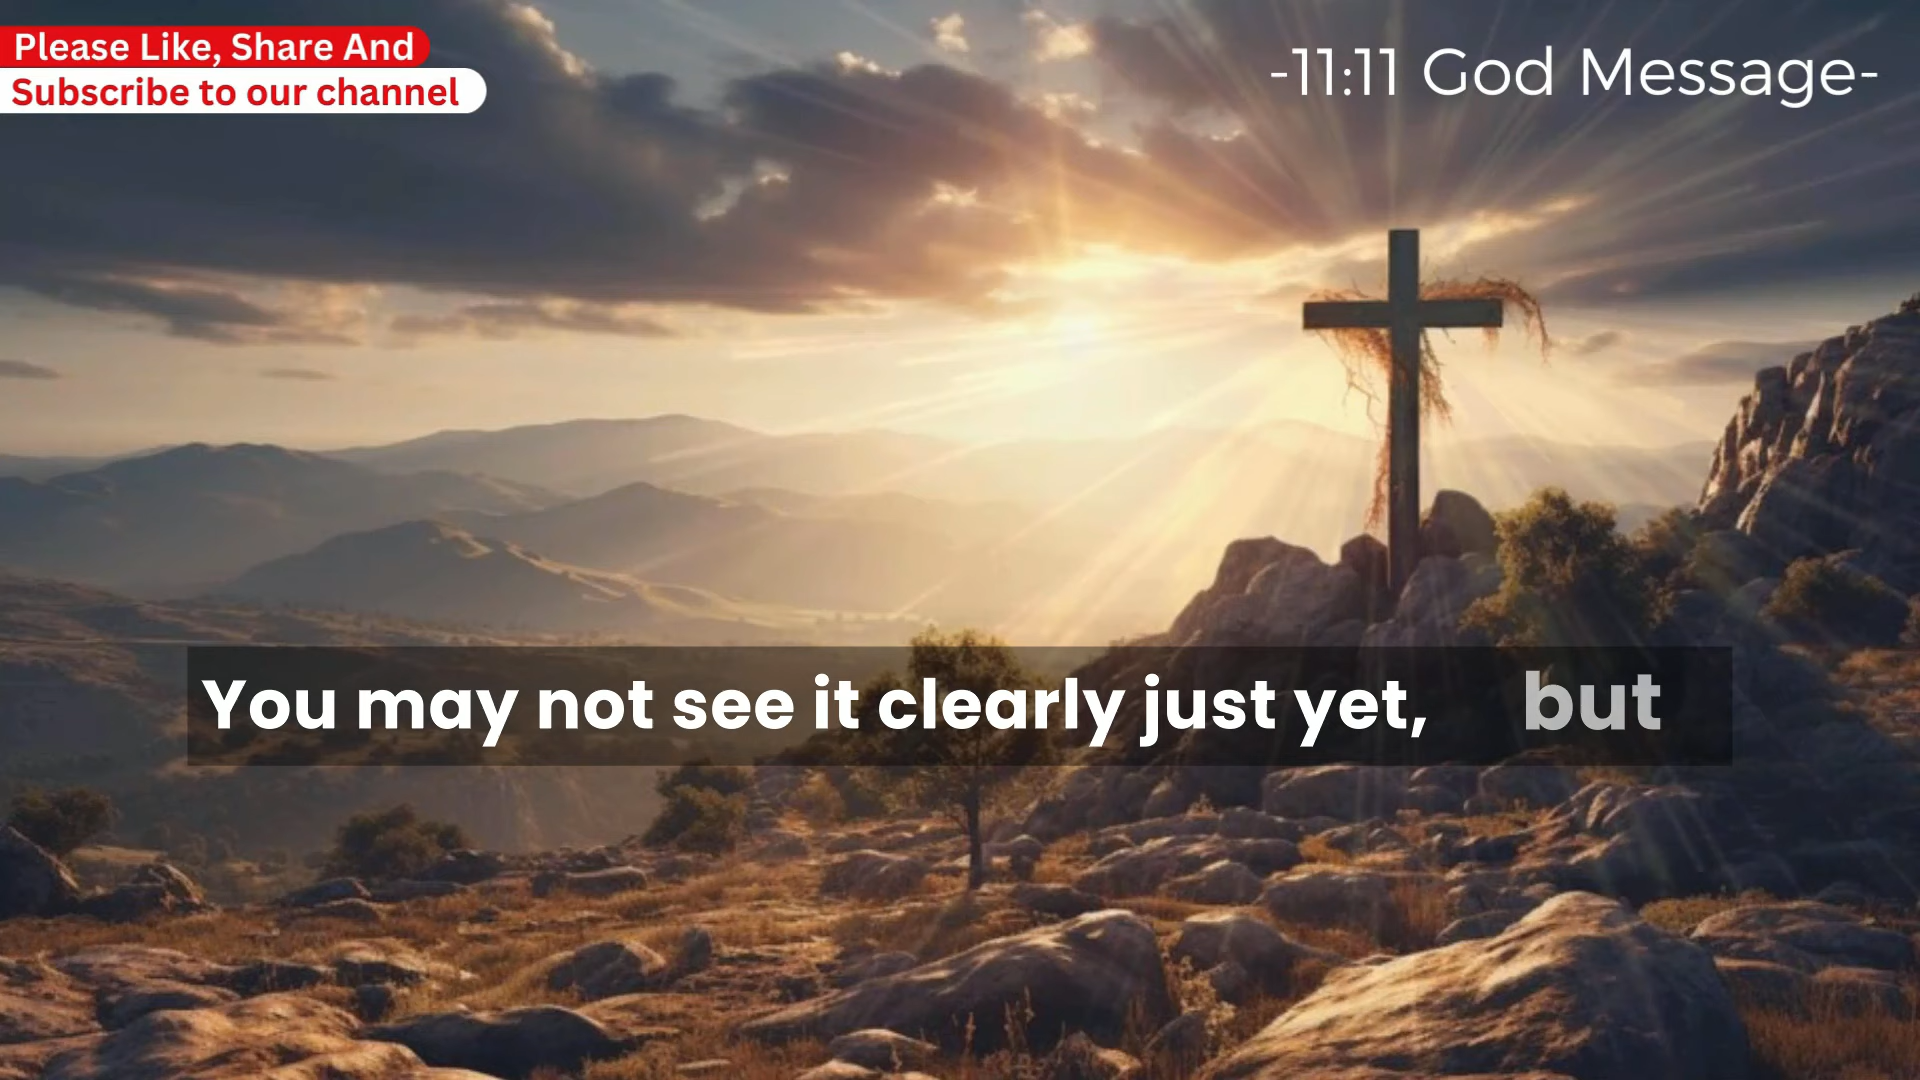 Please Like, Share And
Subscribe to our channel
-11:11 God Message-
You may not see it clearly just yet, but